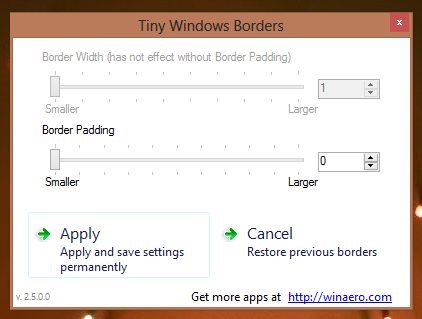 Tiny Windows Borders
x
Border Width (has not effect without Border Padding)
1
Smaller Larger
Border Padding
0
Smaller Larger
Apply
Apply and save settings
permanently
Cancel
Restore previous borders
v. 2.5.0.0
Get more apps at http://winaero.com